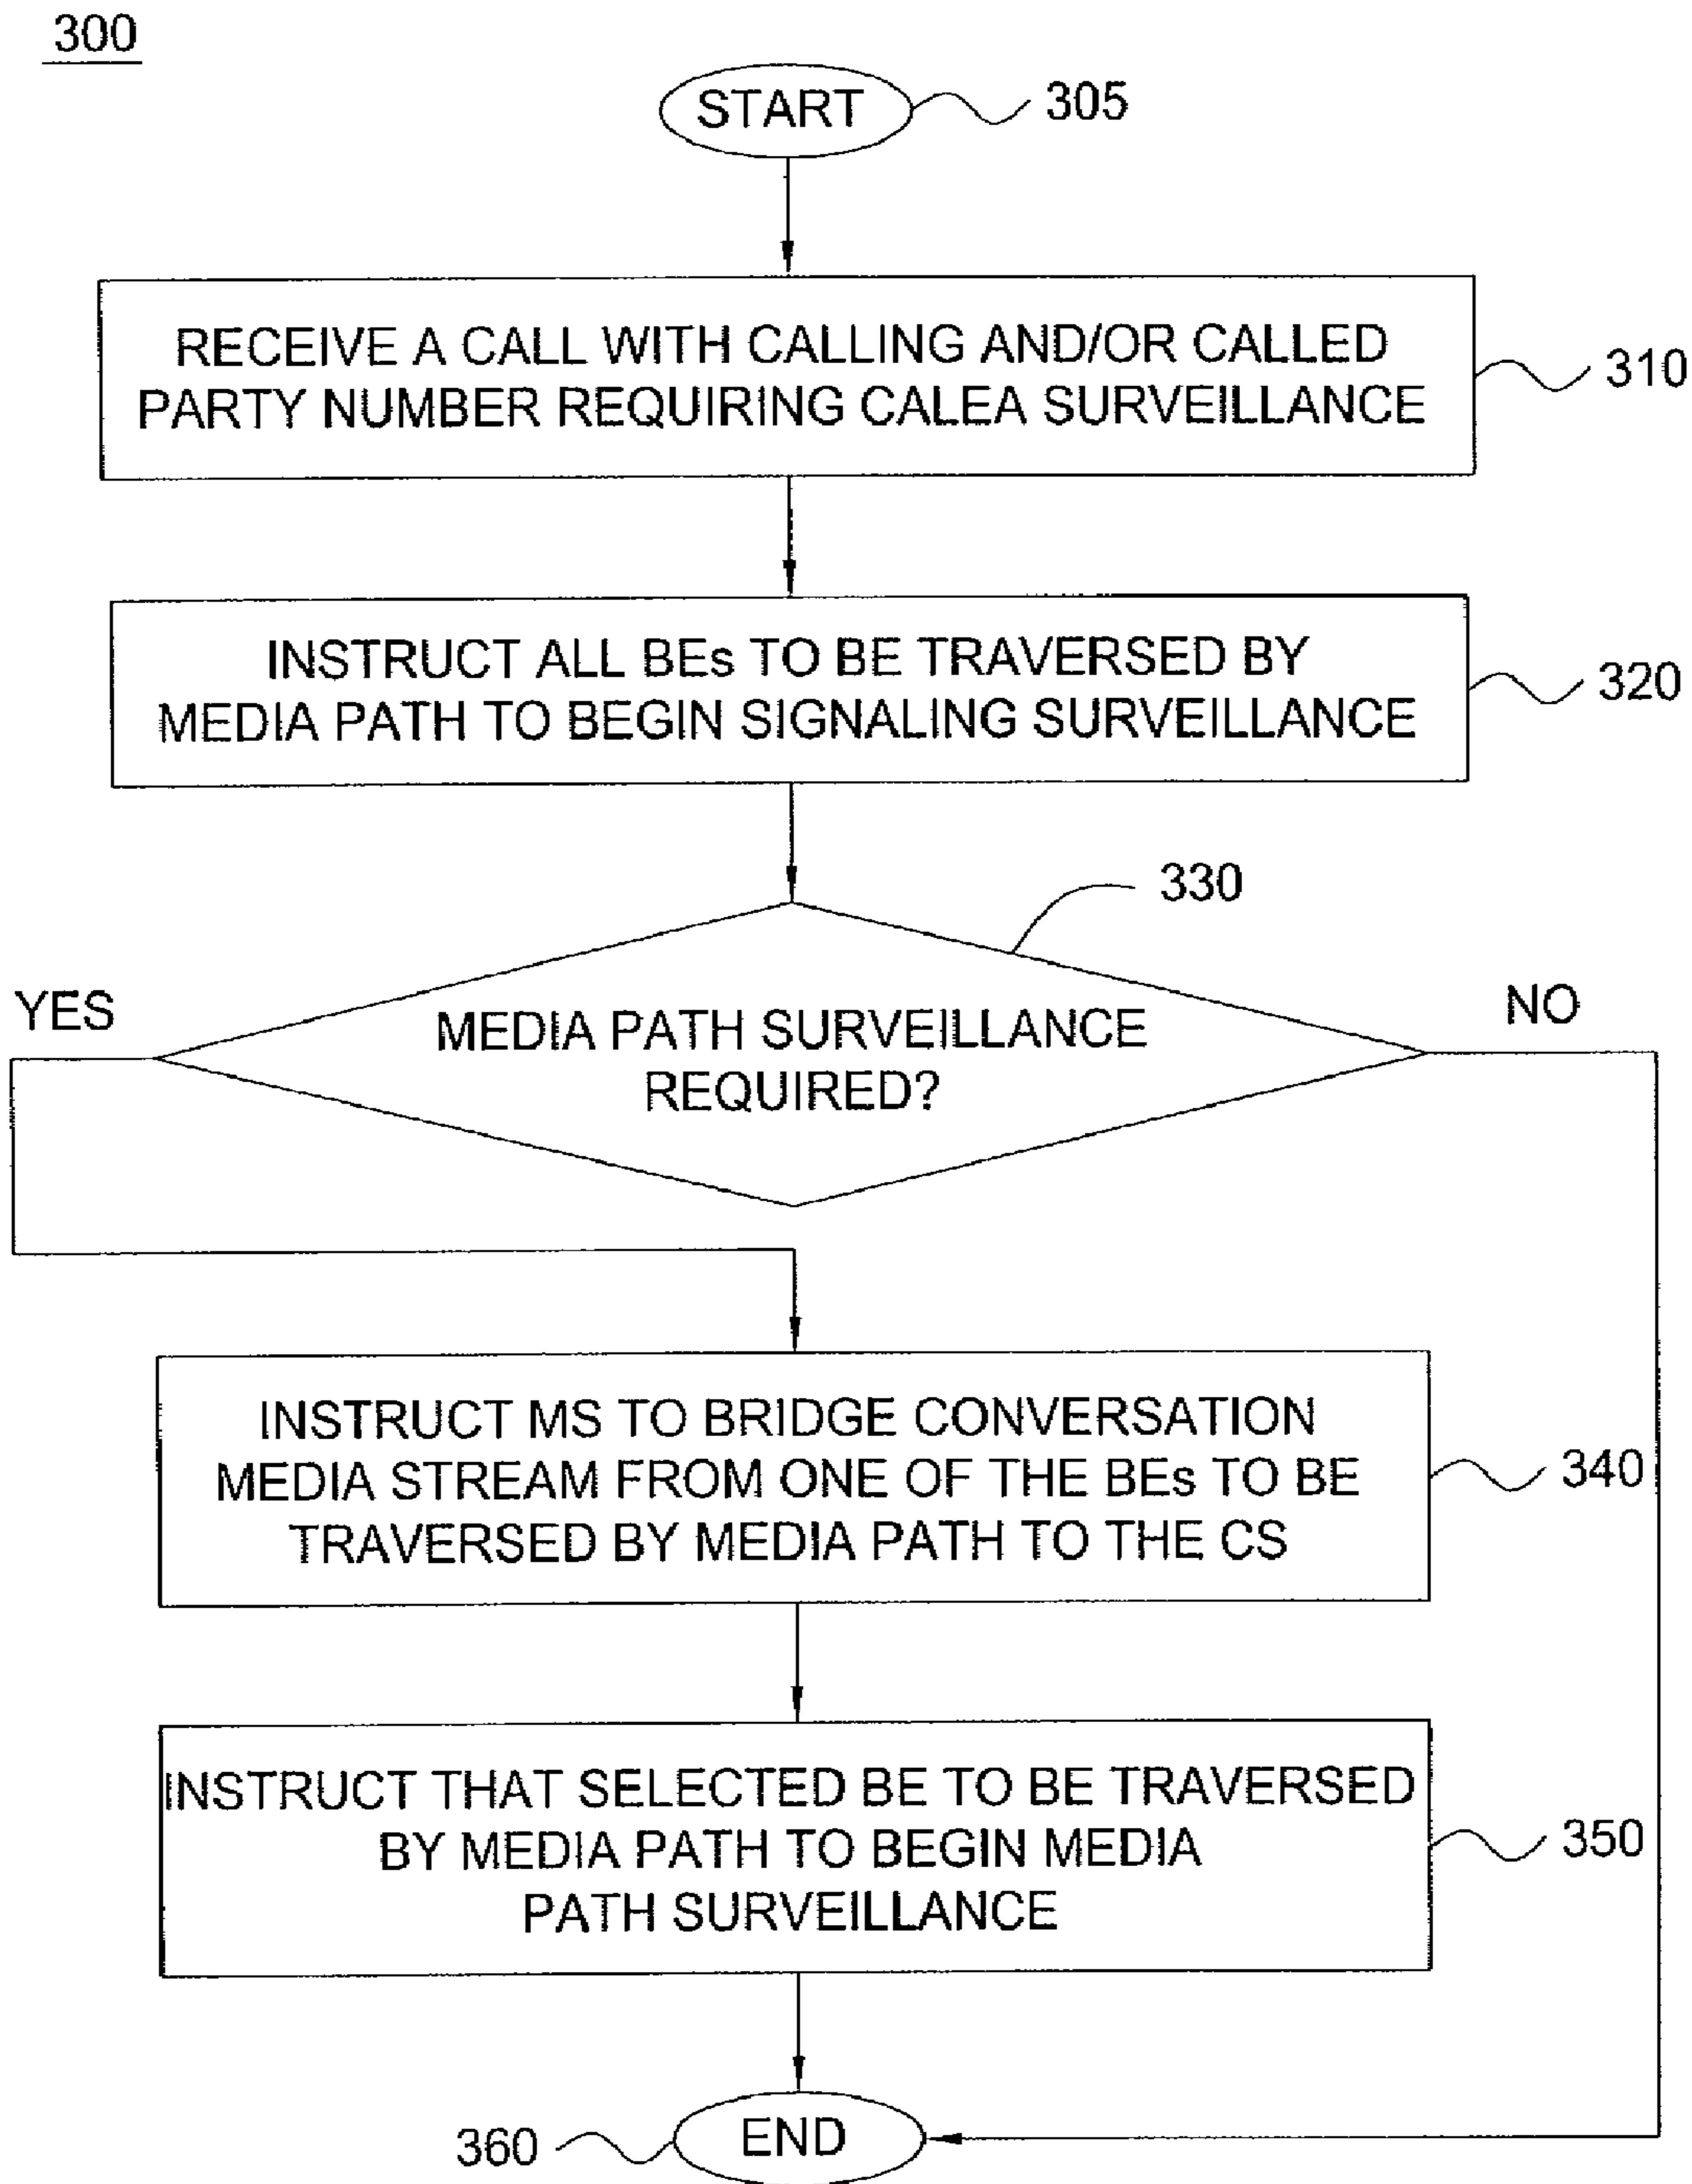 300
START
305
RECEIVE A CALL WITH CALLING AND/OR CALLED
PARTY NUMBER REQUIRING CALEA SURVEILLANCE
310
INSTRUCT ALL BEs TO BE TRAVERSED BY
MEDIA PATH TO BEGIN SIGNALING SURVEILLANCE
320
330
YES
MEDIA PATH SURVEILLANCE
REQUIRED?
NO
INSTRUCT MS TO BRIDGE CONVERSATION
MEDIA STREAM FROM ONE OF THE BEs TO BE
TRAVERSED BY MEDIA PATH TO THE CS
340
INSTRUCT THAT SELECTED BE TO BE TRAVERSED
BY MEDIA PATH TO BEGIN MEDIA
PATH SURVEILLANCE
350
360
END